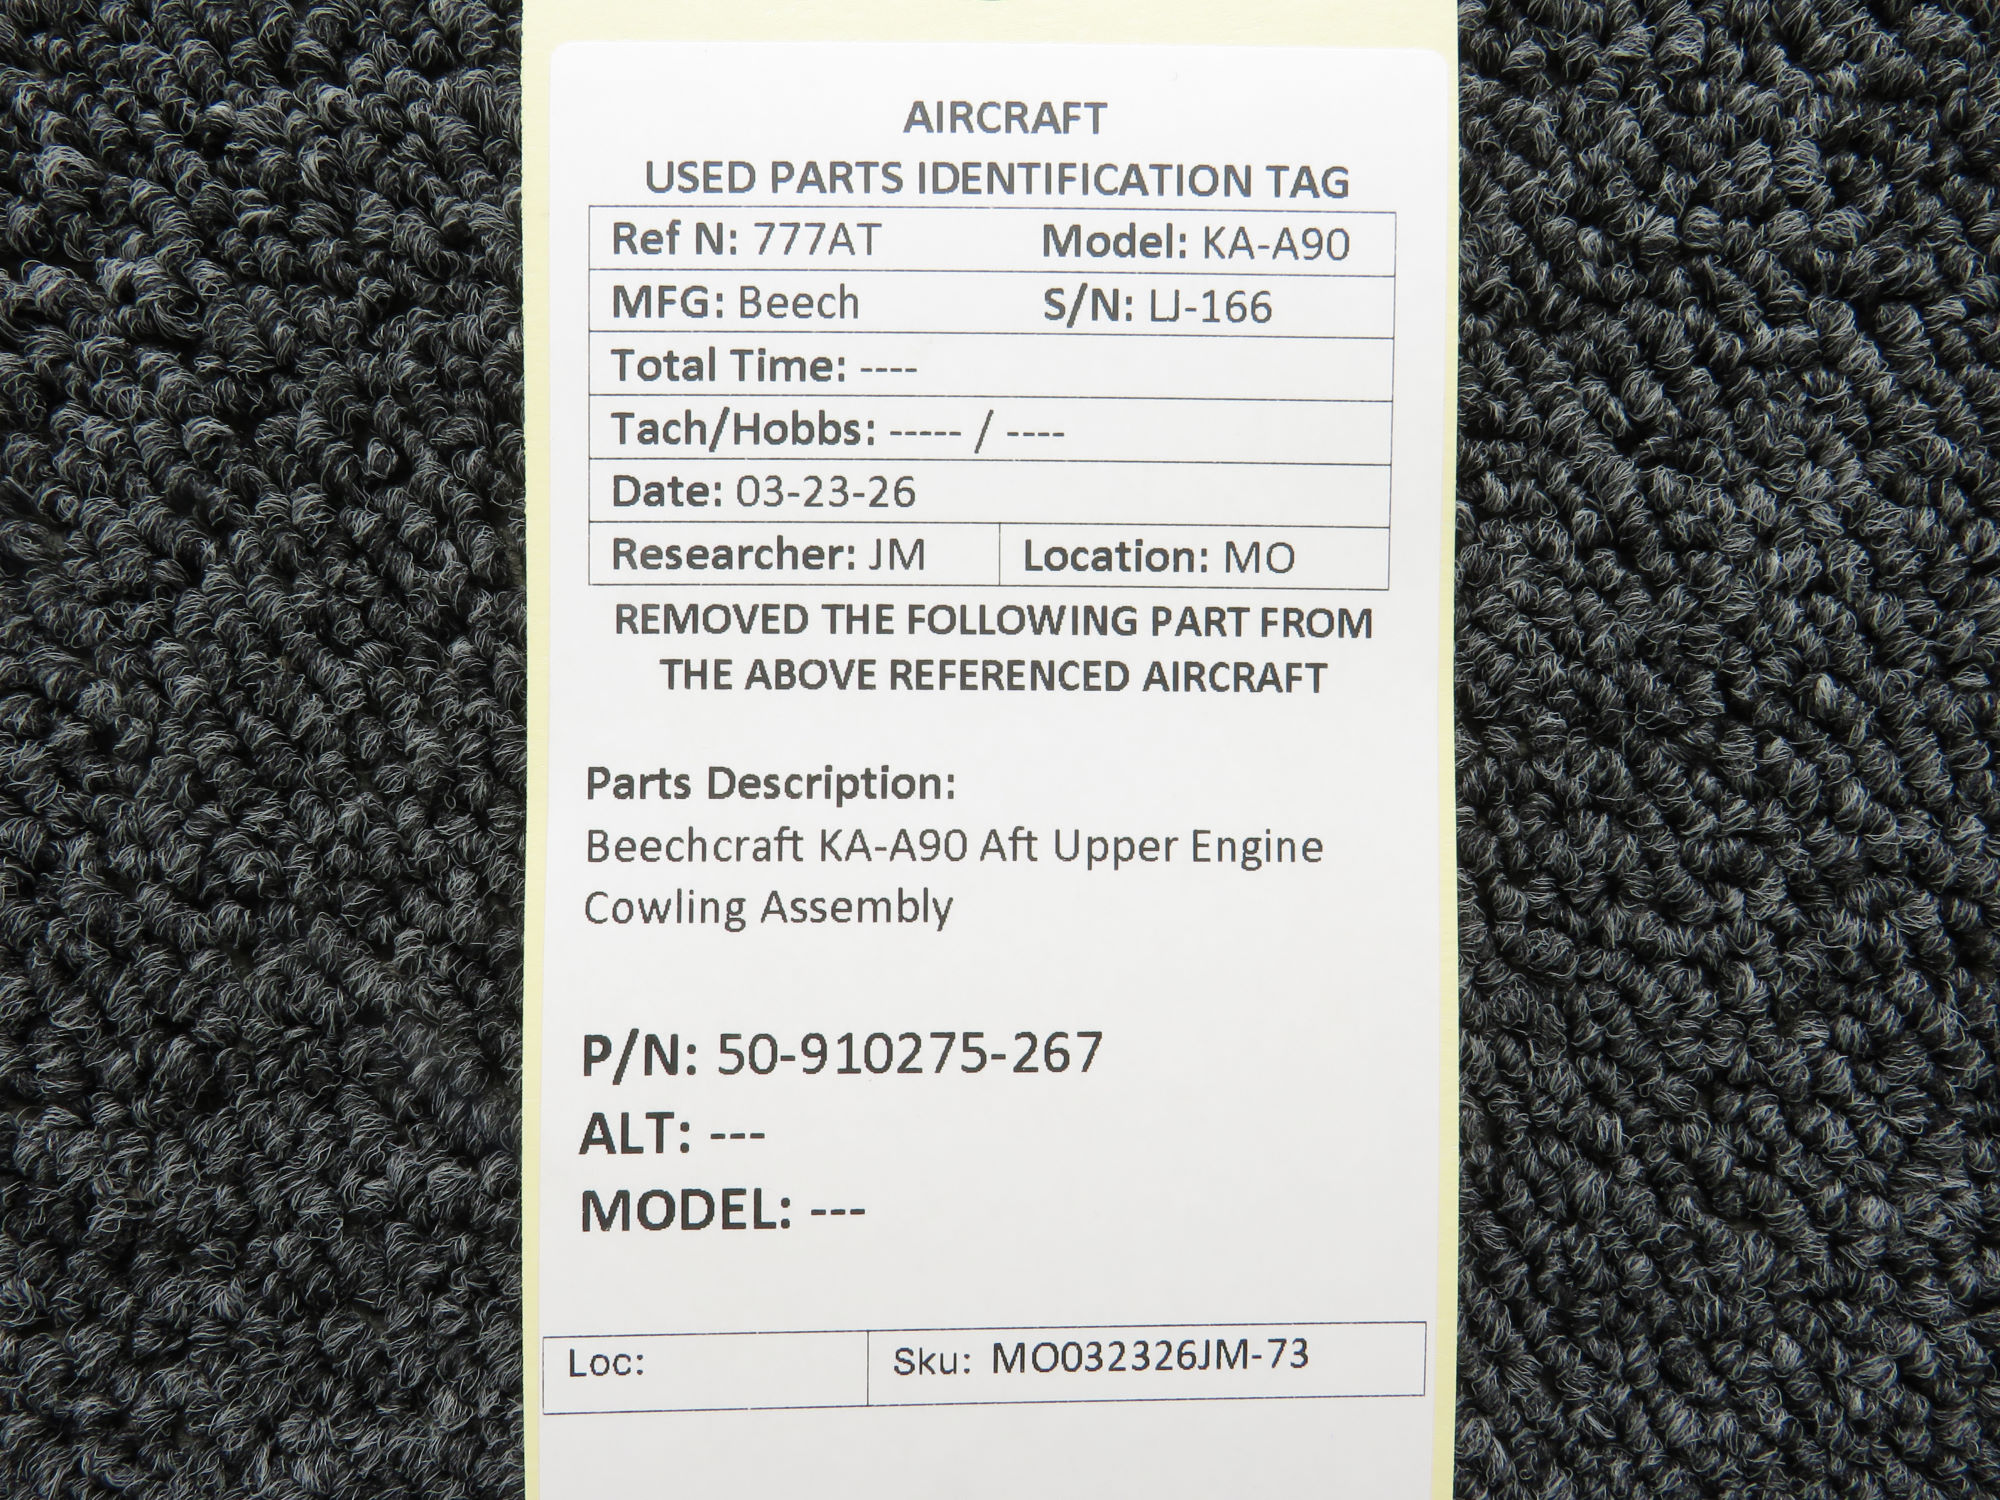 AIRCRAFT
USED PARTS IDENTIFICATION TAG
Ref N: 777AT Model: KA-A90
MFG: Beech S/N: LJ-166
Total Time: ----
Tach/Hobbs: ----- / ----
Date: 03-23-26
Researcher: JM Location: MO
REMOVED THE FOLLOWING PART FROM
THE ABOVE REFERENCED AIRCRAFT
Parts Description:
Beechcraft KA-A90 Aft Upper Engine
Cowling Assembly
P/N: 50-910275-267
ALT: ---
MODEL: ---
Loc: Sku: MO032326JM-73